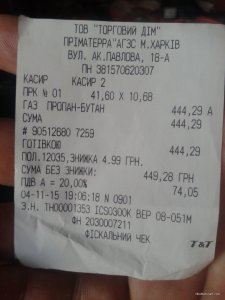 ТОВ "ТОРГОВИЙ ДІМ"
ПРІМАТЕРРА"АГЗС М.ХАРКІВ
ВУЛ. АК.ПАВЛОВА, 18-А
ПН 381570620307
КАСИР КАСИР 2
ПРК № 01 41,60 X 10,68
ГАЗ ПРОПАН-БУТАН 444,29 А
СУМА 444,29
# 90512680 7259
ГОТІВКОЮ 444,29
ПОЛ.12035,ЗНИЖКА 4.99 ГРН.
СУМА БЕЗ ЗНИЖКИ: 449,28 ГРН
ПДВ А = 20,00% 74,05
04-11-15 19:06:18 N 0901
З.Н. ТН00001353 ICS0300K ВЕР 08-051М
ФН 2030007211
ФІСКАЛЬНИЙ ЧЕК T&T